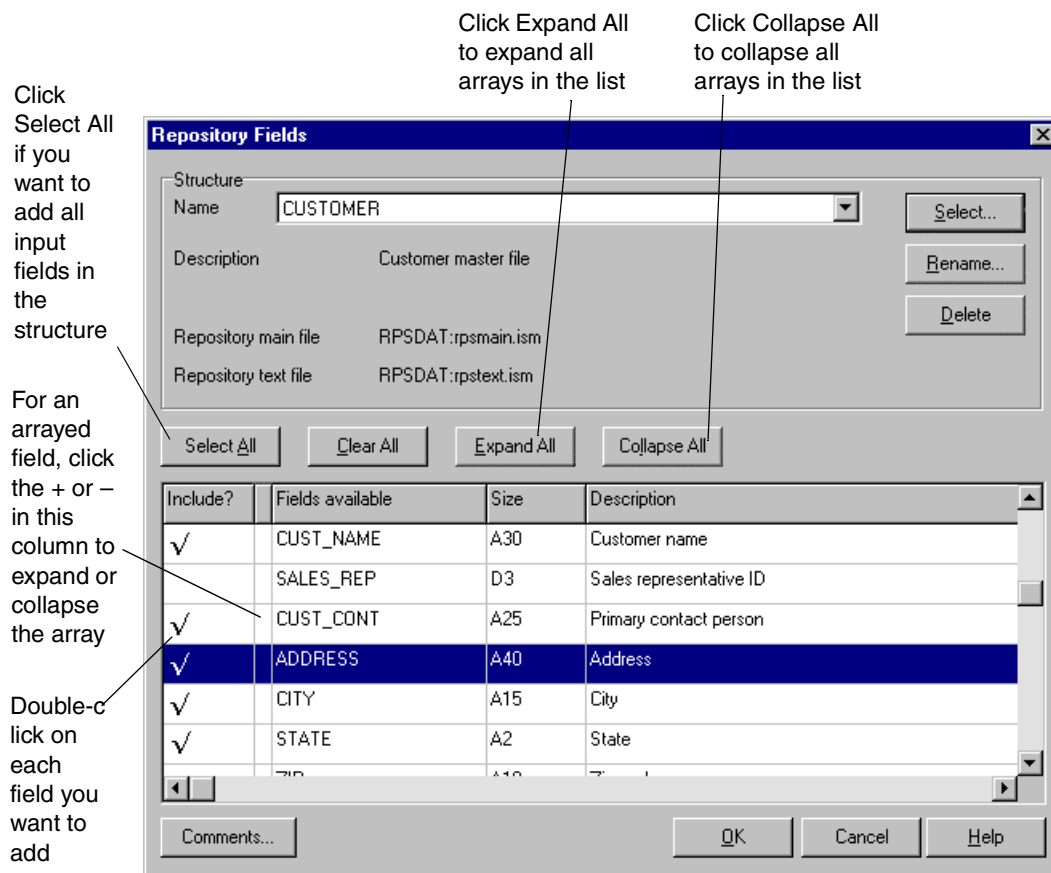 Click Expand All
to expand all
arrays in the list
Click Collapse All
to collapse all
arrays in the list
Click
Select All
if you
want to
add all
input
fields in
the
structure
For an
arrayed
field, click
the + or –
in this
column to
expand or
collapse
the array
Double-c
lick on
each
field you
want to
add
Repository Fields
Structure
Name CUSTOMER
Select...
Description Customer master file
Rename...
Delete
Repository main file RPSDAT:rpsmain.ism
Repository text file RPSDAT:rpstext.ism
Select All Clear All Expand All Collapse All
Include? Fields available Size Description
√ CUST_NAME A30 Customer name
SALES_REP D3 Sales representative ID
√ CUST_CONT A25 Primary contact person
√ ADDRESS A40 Address
√ CITY A15 City
√ STATE A2 State
Comments... OK Cancel Help